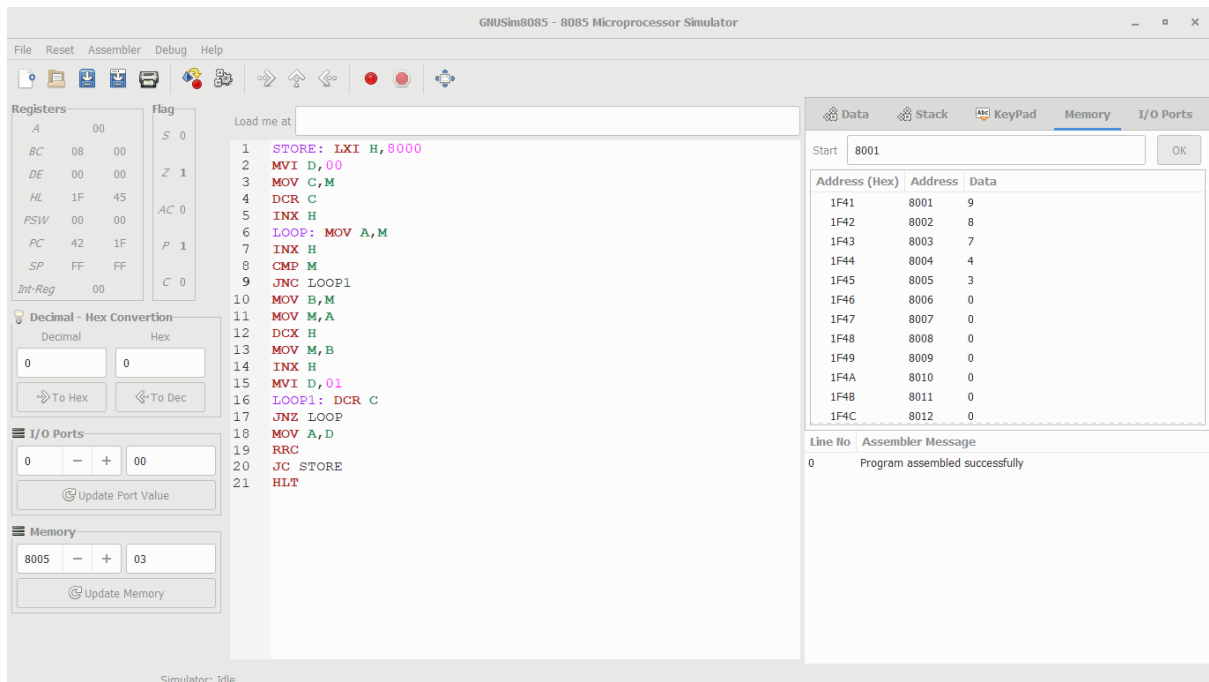 GNUSim8085 - 8085 Microprocessor Simulator
File Reset Assembler Debug Help
Registers
A 00
BC 08 00
DE 00 00
HL 1F 45
PSW 00 00
PC 42 1F
SP FF FF
Int-Reg 00
Flag
S 0
Z 1
AC 0
P 1
C 0
Decimal - Hex Convertion
Decimal Hex
0 0
To Hex To Dec
I/O Ports
0 − + 00
Update Port Value
Memory
8005 − + 03
Update Memory
Load me at
1 STORE: LXI H,8000
2 MVI D,00
3 MOV C,M
4 DCR C
5 INX H
6 LOOP: MOV A,M
7 INX H
8 CMP M
9 JNC LOOP1
10 MOV B,M
11 MOV M,A
12 DCX H
13 MOV M,B
14 INX H
15 MVI D,01
16 LOOP1: DCR C
17 JNZ LOOP
18 MOV A,D
19 RRC
20 JC STORE
21 HLT
Data Stack Abc KeyPad Memory I/O Ports
Start 8001 OK
Address (Hex) Address Data
1F41 8001 9
1F42 8002 8
1F43 8003 7
1F44 8004 4
1F45 8005 3
1F46 8006 0
1F47 8007 0
1F48 8008 0
1F49 8009 0
1F4A 8010 0
1F4B 8011 0
1F4C 8012 0
Line No Assembler Message
0 Program assembled successfully
Simulator: Idle